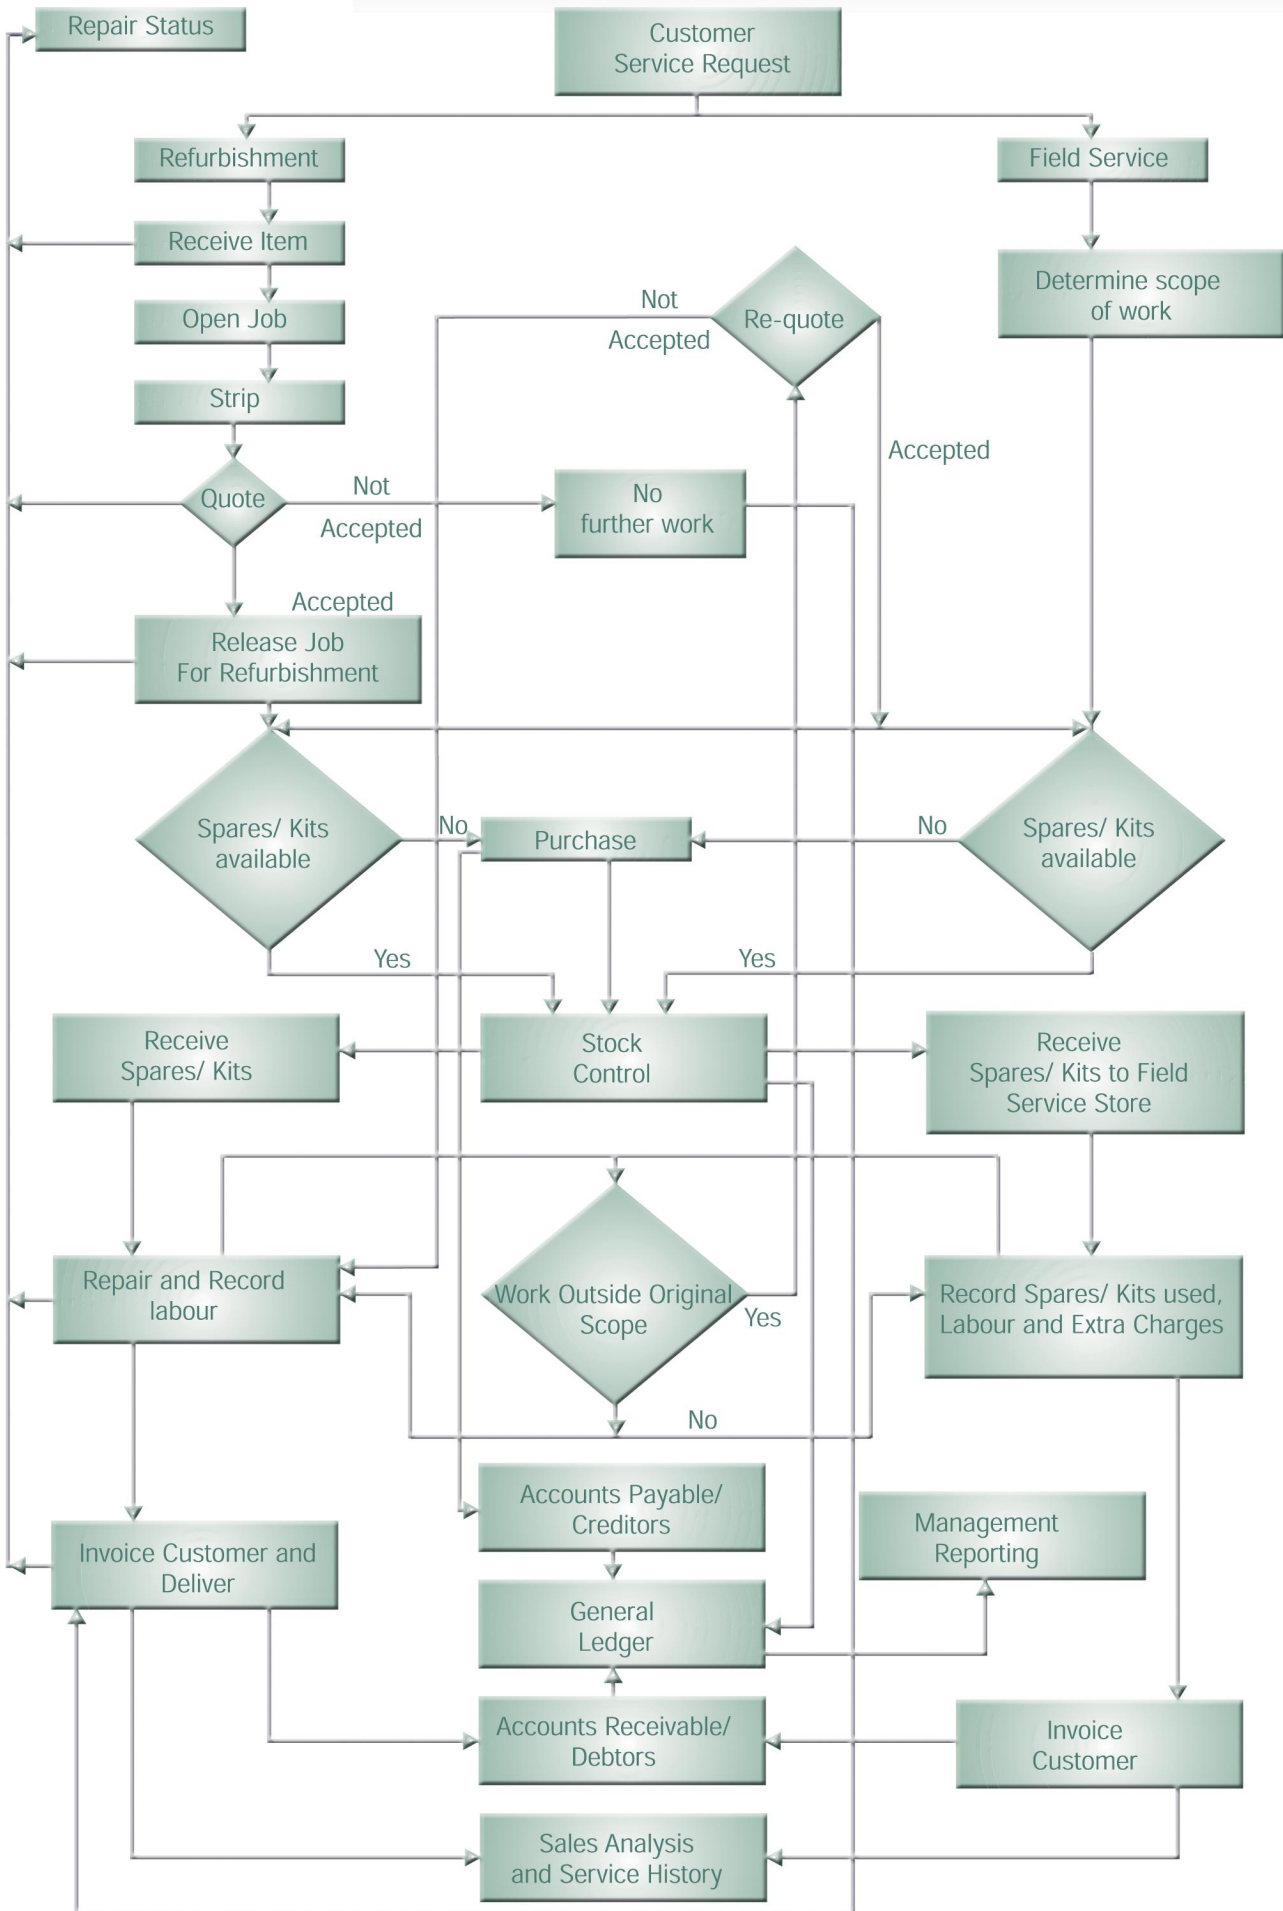 Repair Status
Customer
Service Request
Refurbishment
Field Service
Receive Item
Determine scope
of work
Open Job
Not
Accepted
Re-quote
Strip
Accepted
Quote
Not
Accepted
No
further work
Accepted
Release Job
For Refurbishment
Spares/ Kits
available
No
Purchase
No
Spares/ Kits
available
Yes
Yes
Receive
Spares/ Kits
Stock
Control
Receive
Spares/ Kits to Field
Service Store
Repair and Record
labour
Work Outside Original
Scope
Yes
Record Spares/ Kits used,
Labour and Extra Charges
No
Accounts Payable/
Creditors
Management
Reporting
Invoice Customer and
Deliver
General
Ledger
Accounts Receivable/
Debtors
Invoice
Customer
Sales Analysis
and Service History